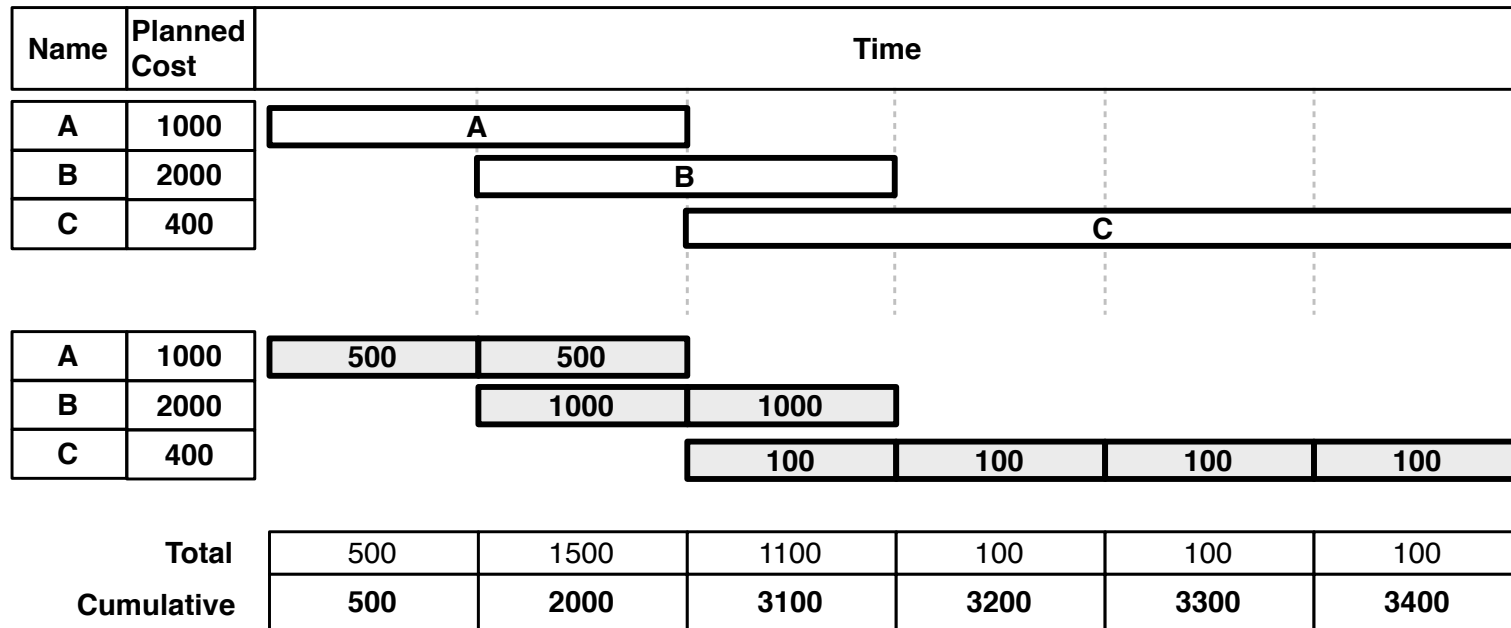 Name Planned Cost Time
A 1000 A
B 2000 B
C 400 C
A 1000 500 500
B 2000 1000 1000
C 400 100 100 100 100
Total 500 1500 1100 100 100 100
Cumulative 500 2000 3100 3200 3300 3400